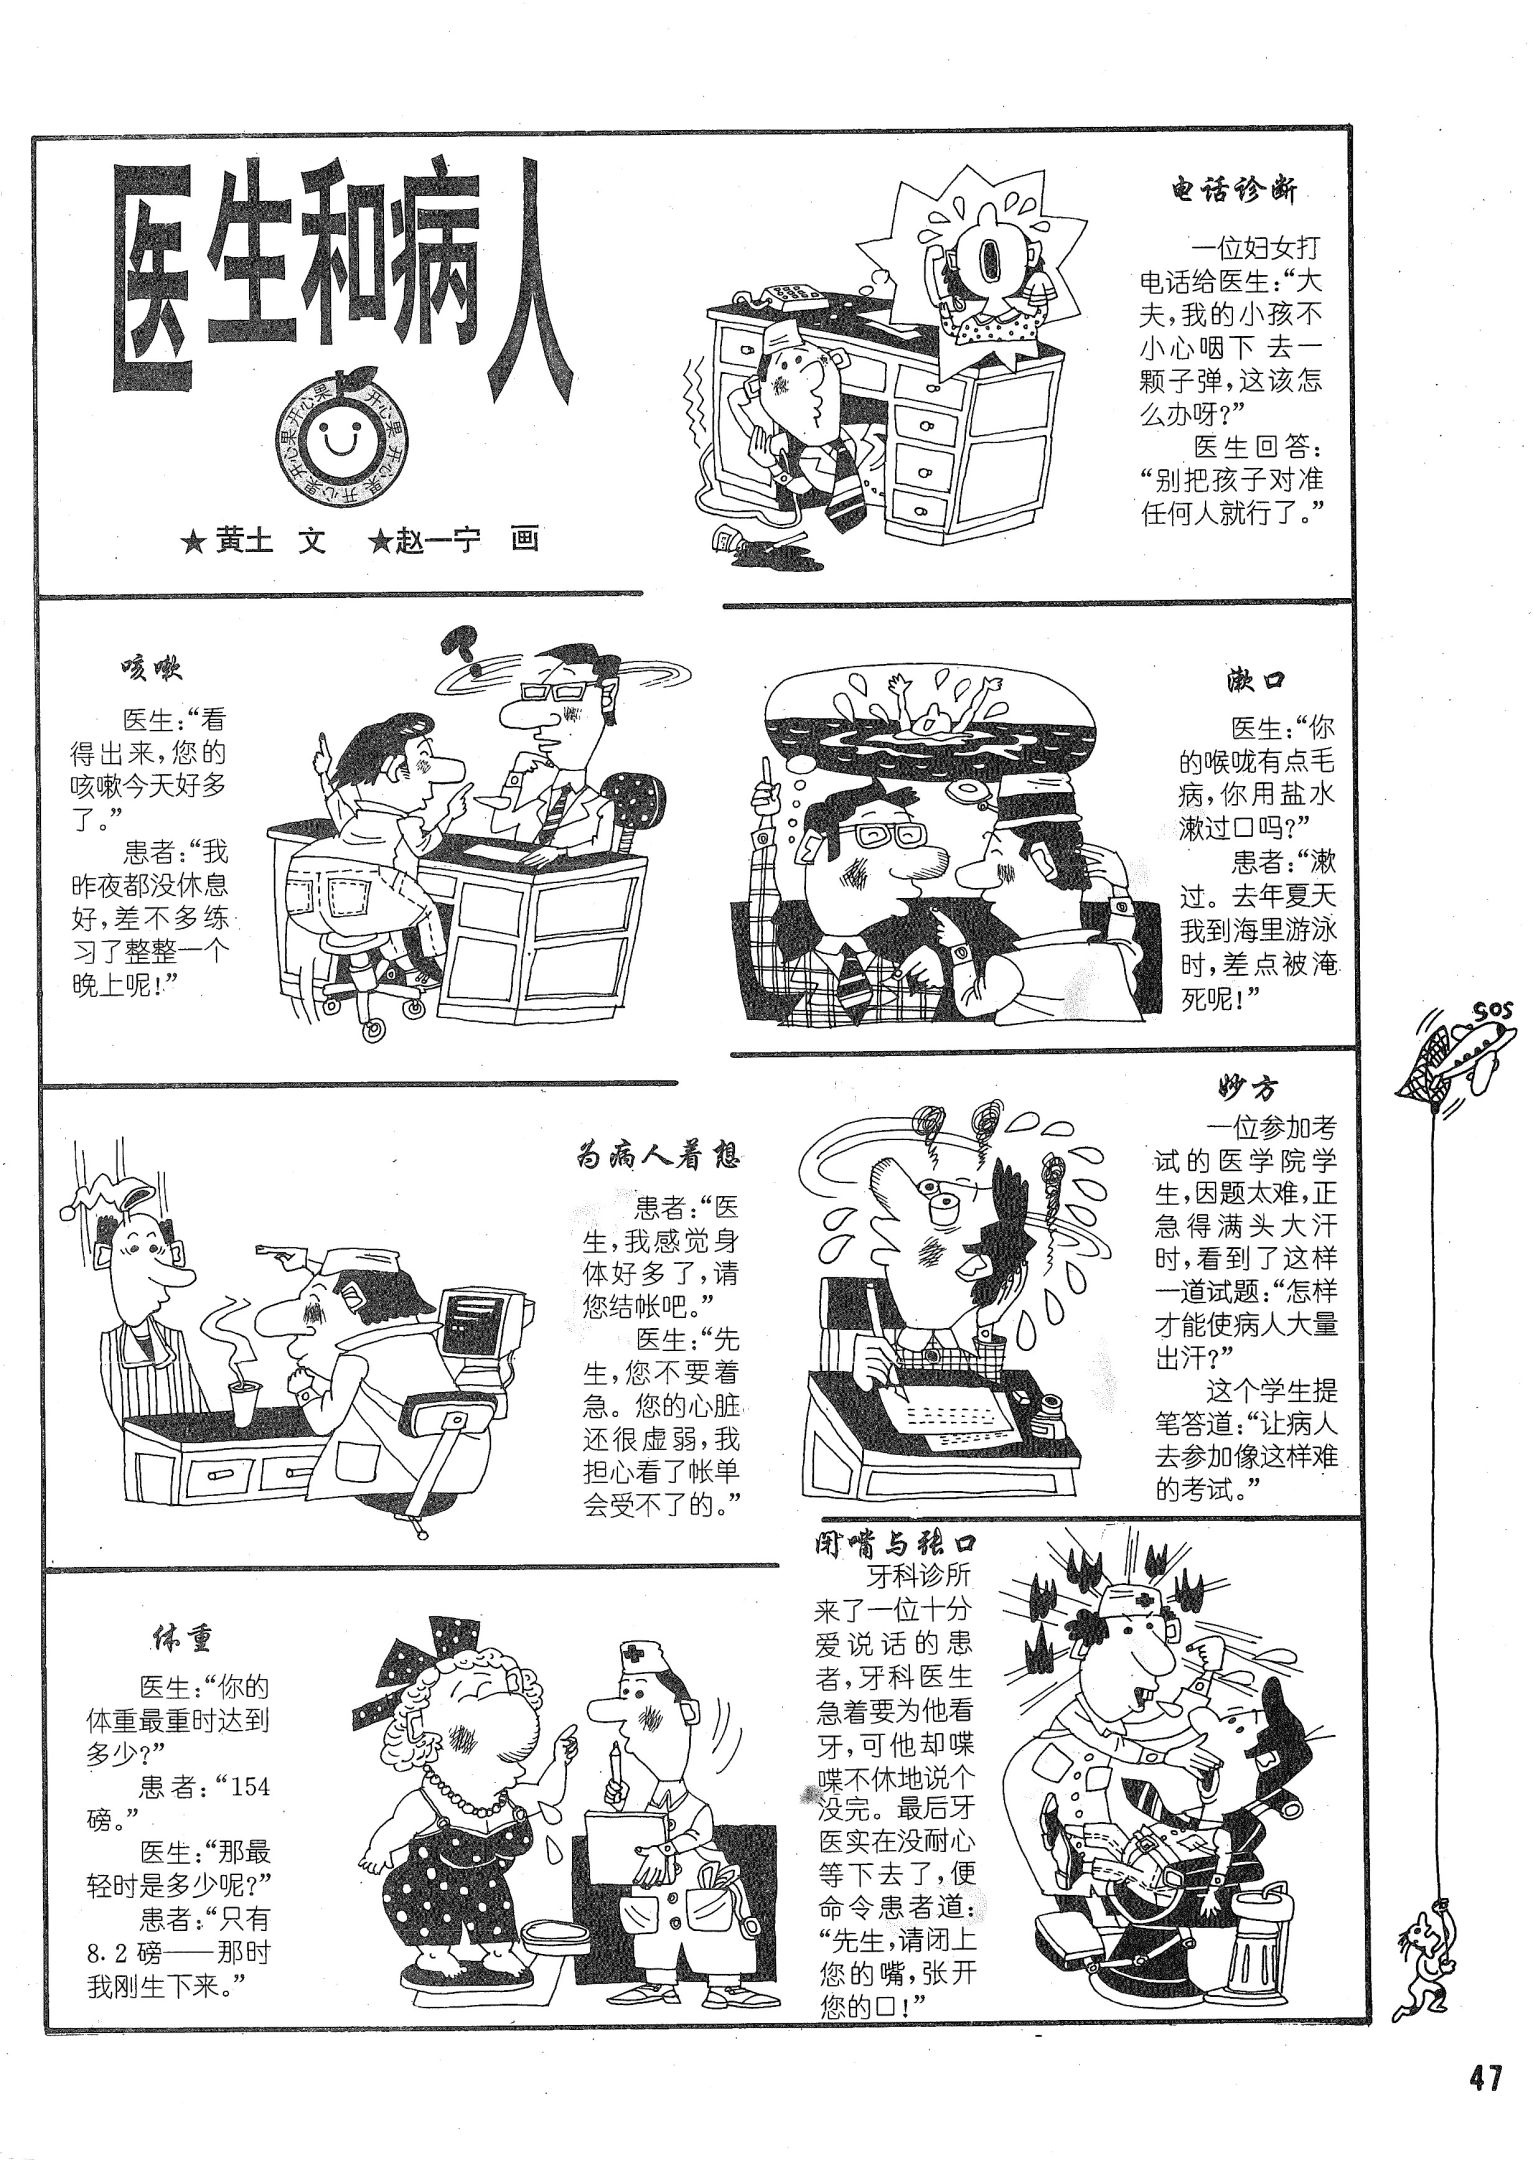 医生和病人
开心果 开心果 开心果 开心果 开心果
★黄土 文 ★赵一宁 画
电话诊断
一位妇女打
电话给医生：“大
夫，我的小孩不
小心咽下去一
颗子弹，这该怎
么办呀？”
医生回答：
“别把孩子对准
任何人就行了。”
咳嗽
医生：“看
得出来，您的
咳嗽今天好多
了。”
患者：“我
昨夜都没休息
好，差不多练
习了整整一个
晚上呢！”
漱口
医生：“你
的喉咙有点毛
病，你用盐水
漱过口吗？”
患者：“漱
过。去年夏天
我到海里游泳
时，差点被淹
死呢！”
为病人着想
患者：“医
生，我感觉身
体好多了，请
您结帐吧。”
医生：“先
生，您不要着
急。您的心脏
还很虚弱，我
担心看了帐单
会受不了的。”
妙方
一位参加考
试的医学院学
生，因题太难，正
急得满头大汗
时，看到了这样
一道试题：“怎样
才能使病人大量
出汗？”
这个学生提
笔答道：“让病人
去参加像这样难
的考试。”
体重
医生：“你的
体重最重时达到
多少？”
患者：“154
磅。”
医生：“那最
轻时是多少呢？”
患者：“只有
8.2磅——那时
我刚生下来。”
闭嘴与张口
牙科诊所
来了一位十分
爱说话的患
者，牙科医生
急着要为他看
牙，可他却喋
喋不休地说个
没完。最后牙
医实在没耐心
等下去了，便
命令患者道：
“先生，请闭上
您的嘴，张开
您的口！”
SOS
47